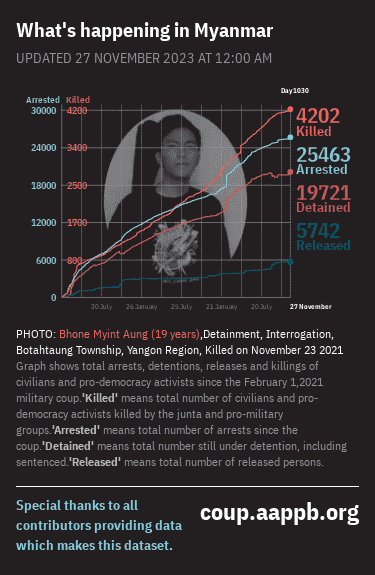 What's happening in Myanmar
UPDATED 27 NOVEMBER 2023 AT 12:00 AM
Day1030
Arrested Killed
30000 4200
24000 3400
18000 2500
12000 1700
6000 800
0
4202
Killed
25463
Arrested
19721
Detained
5742
Released
30 July 26 January 25 July 21 January 20 July 27 November
PHOTO: Bhone Myint Aung (19 years),Detainment, Interrogation,
Botahtaung Township, Yangon Region, Killed on November 23 2021
Graph shows total arrests, detentions, releases and killings of
civilians and pro-democracy activists since the February 1,2021
military coup.'Killed' means total number of civilians and pro-
democracy activists killed by the junta and pro-military
groups.'Arrested' means total number of arrests since the
coup.'Detained' means total number still under detention, including
sentenced.'Released' means total number of released persons.
Special thanks to all
contributors providing data
which makes this dataset.
coup.aappb.org